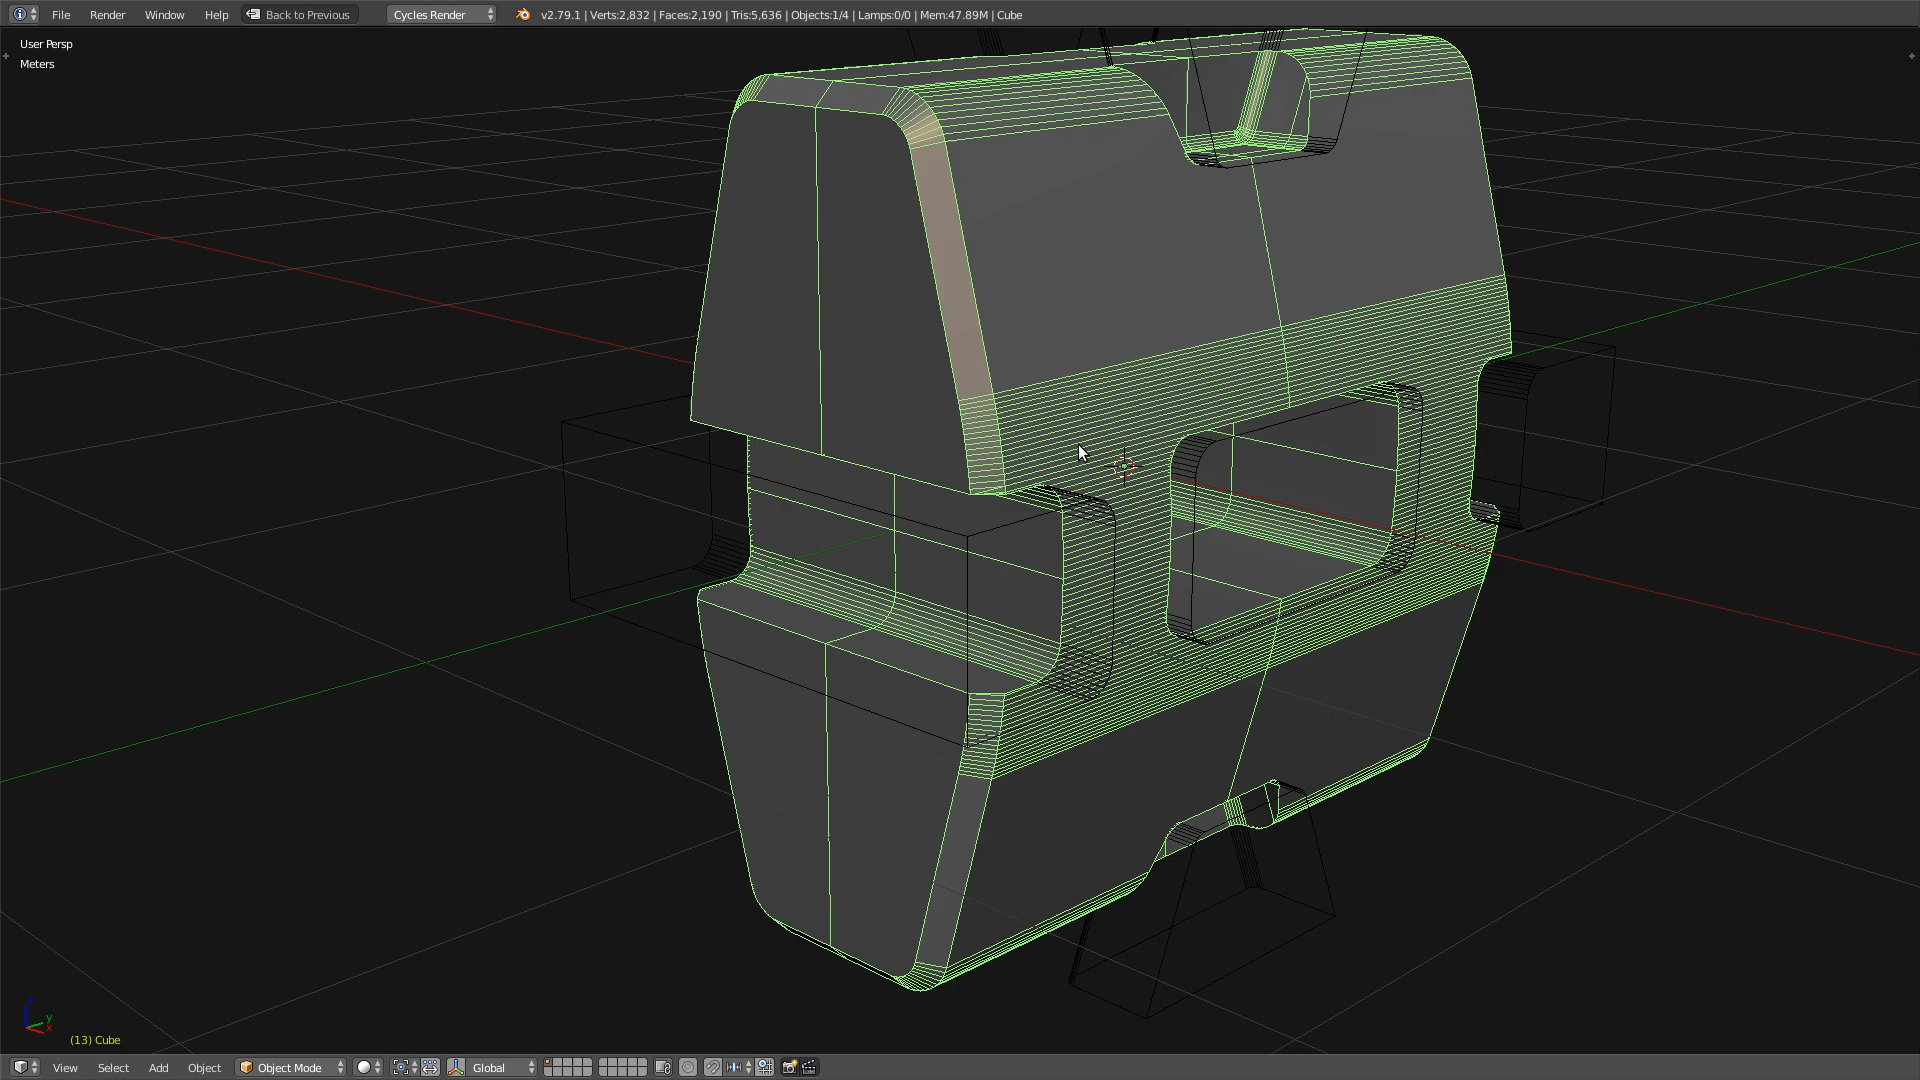 File Render Window Help Back to Previous Cycles Render v2.79.1 | Verts:2,832 | Faces:2,190 | Tris:5,636 | Objects:1/4 | Lamps:0/0 | Mem:47.89M | Cube
User Persp
Meters
z
y
x
(13) Cube
View Select Add Object Object Mode Global